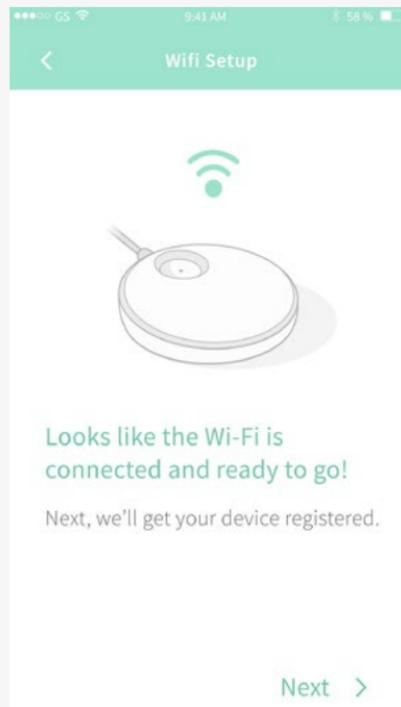 GS 9:41 AM 58%
Wifi Setup
Looks like the Wi-Fi is
connected and ready to go!
Next, we'll get your device registered.
Next